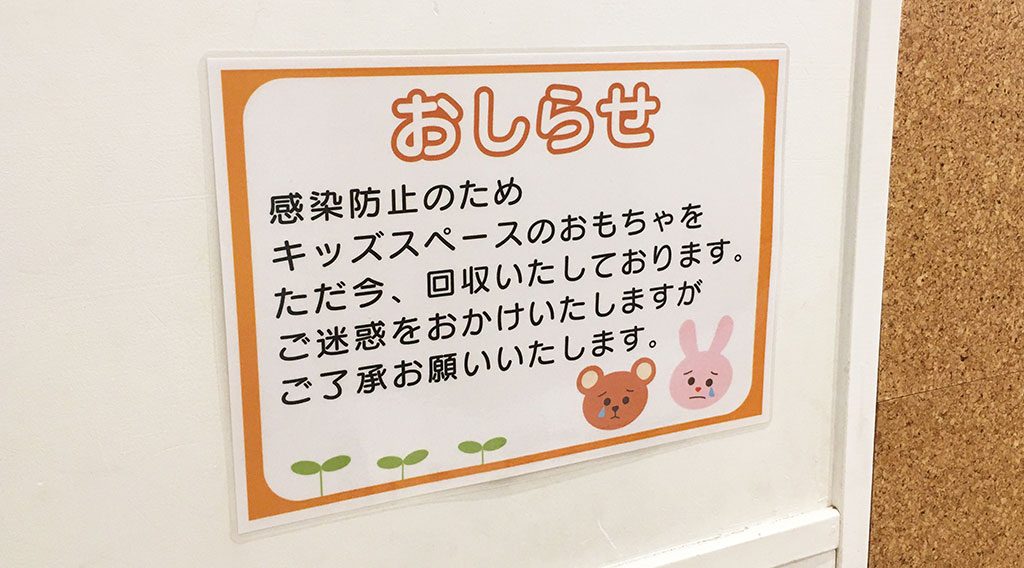 おしらせ
感染防止のため
キッズスペースのおもちゃを
ただ今、回収いたしております。
ご迷惑をおかけいたしますが
ご了承お願いいたします。